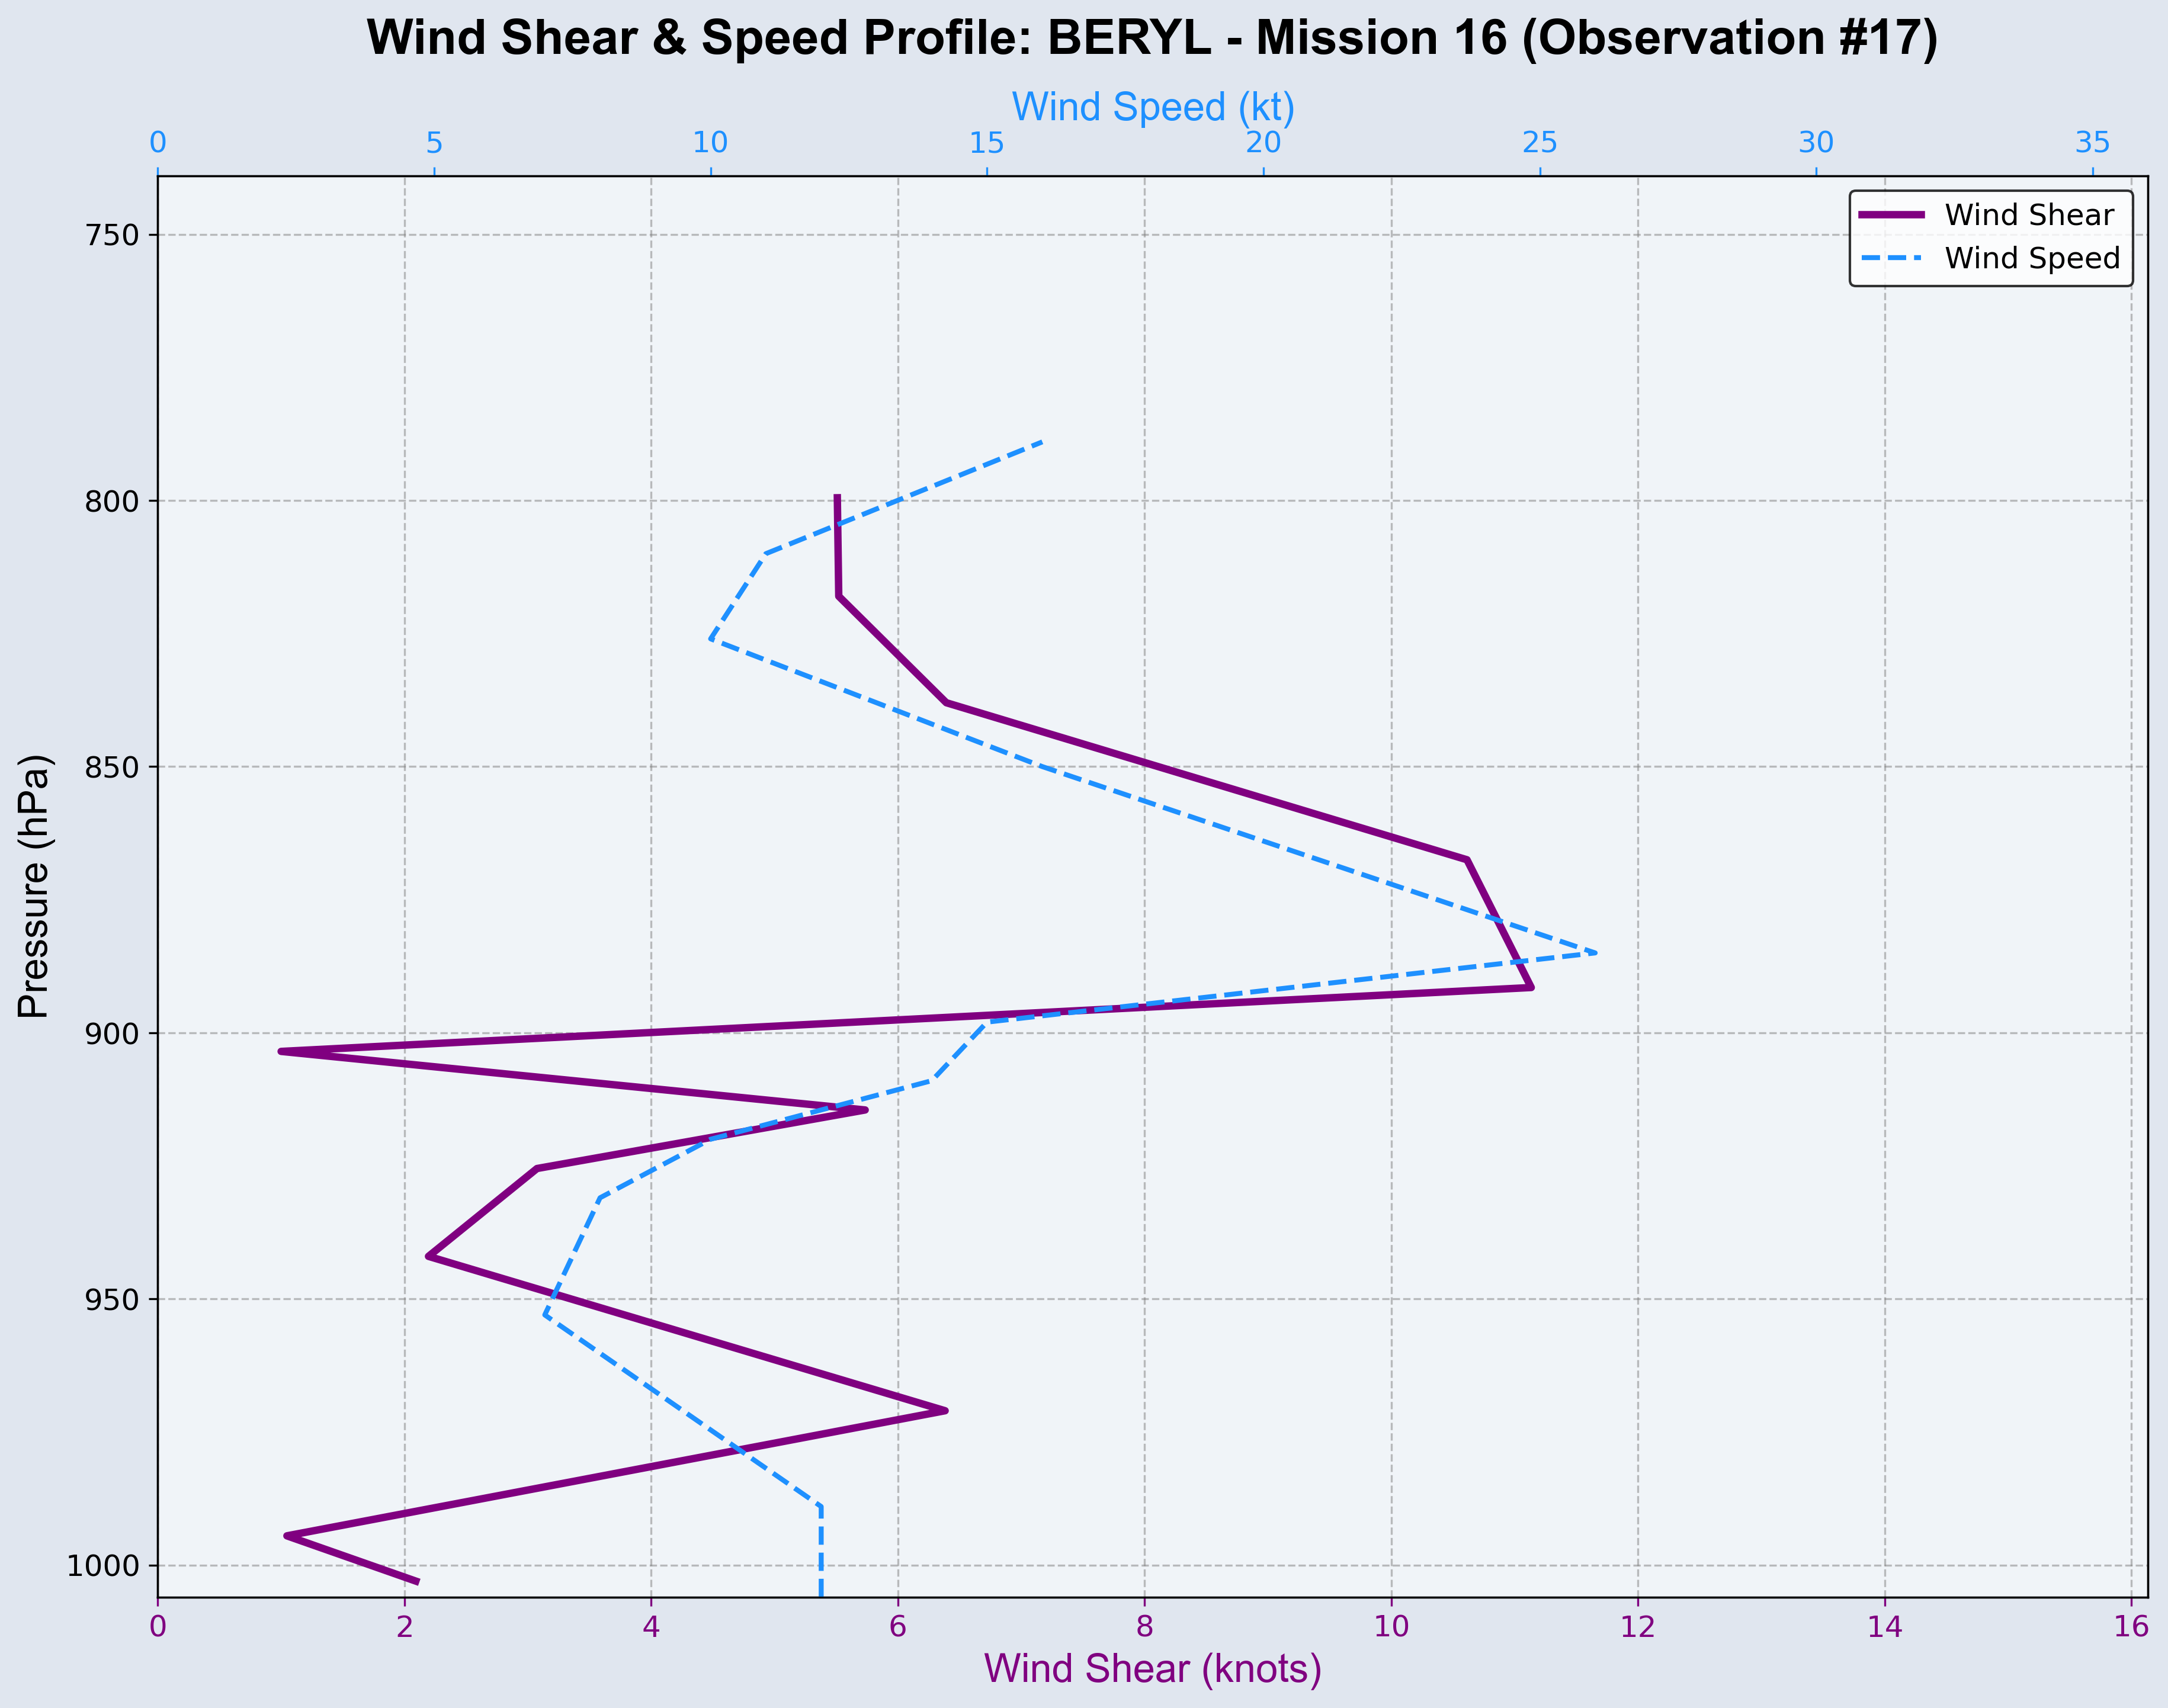 Wind Shear & Speed Profile: BERYL - Mission 16 (Observation #17)
Wind Speed (kt)
0 5 10 15 20 25 30 35
Wind Shear
Wind Speed
Pressure (hPa)
750
800
850
900
950
1000
0 2 4 6 8 10 12 14 16
Wind Shear (knots)